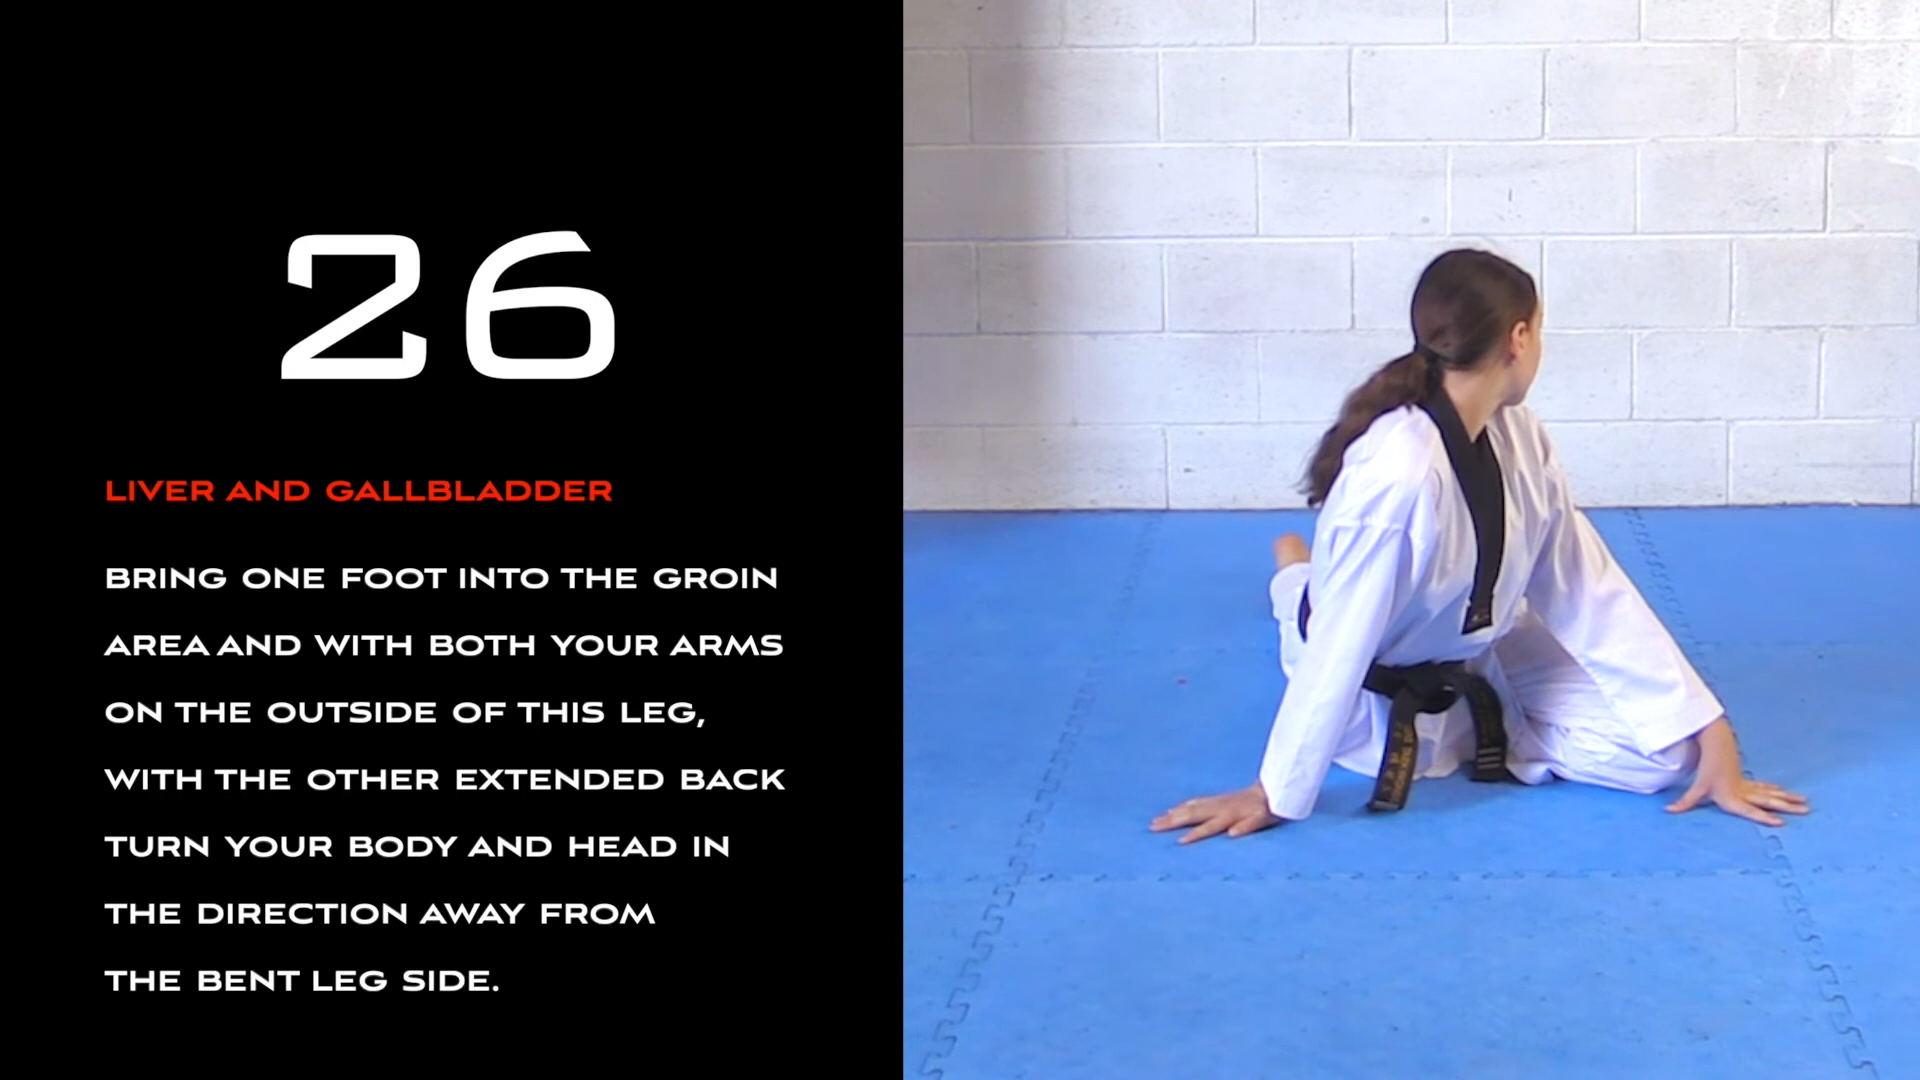 26
LIVER AND GALLBLADDER
BRING ONE FOOT INTO THE GROIN
AREA AND WITH BOTH YOUR ARMS
ON THE OUTSIDE OF THIS LEG,
WITH THE OTHER EXTENDED BACK
TURN YOUR BODY AND HEAD IN
THE DIRECTION AWAY FROM
THE BENT LEG SIDE.